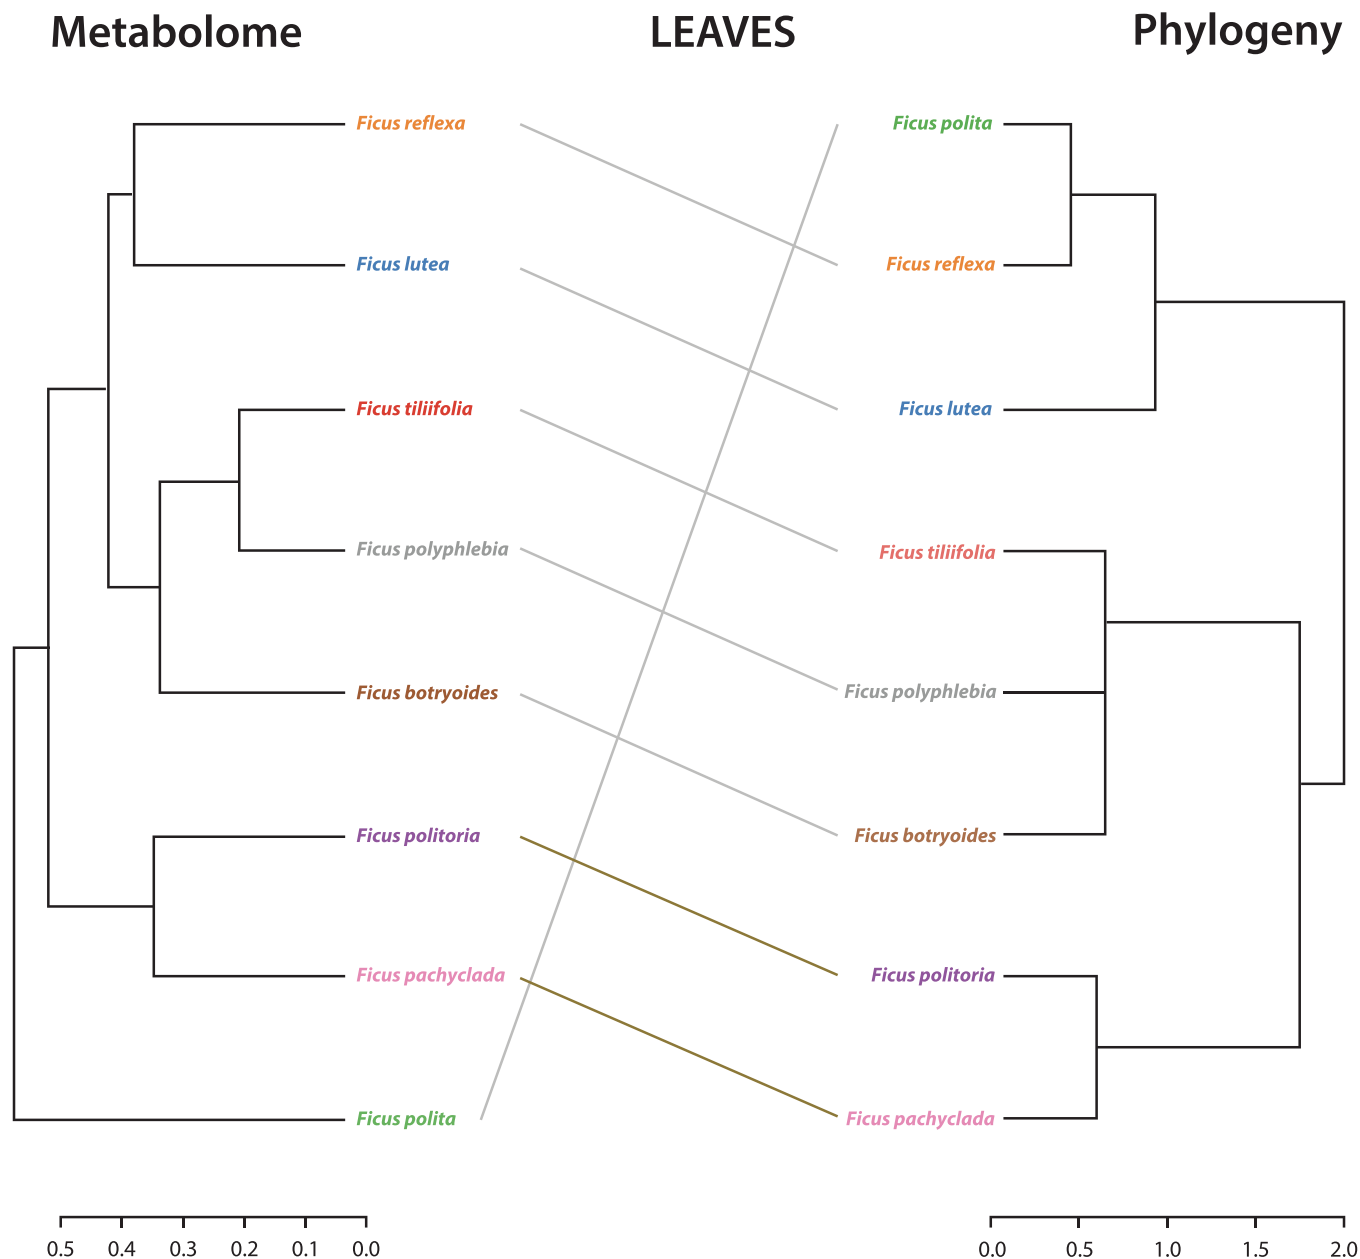 Metabolome LEAVES Phylogeny
Ficus reflexa Ficus polita
Ficus lutea Ficus reflexa
Ficus tiliifolia Ficus lutea
Ficus polyphlebia Ficus tiliifolia
Ficus botryoides Ficus polyphlebia
Ficus politoria Ficus botryoides
Ficus pachyclada Ficus politoria
Ficus polita Ficus pachyclada
0.5 0.4 0.3 0.2 0.1 0.0 0.0 0.5 1.0 1.5 2.0